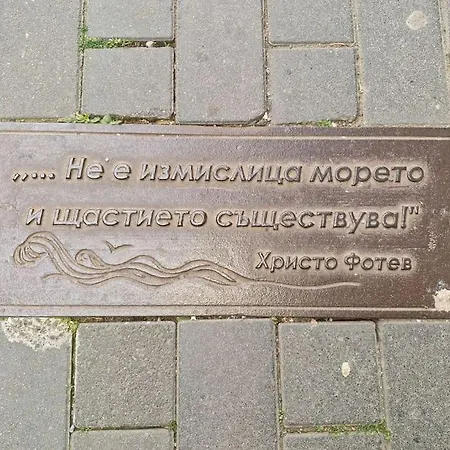 „... Не е измислица морето
и щастието съществува!"
Христо Фотев